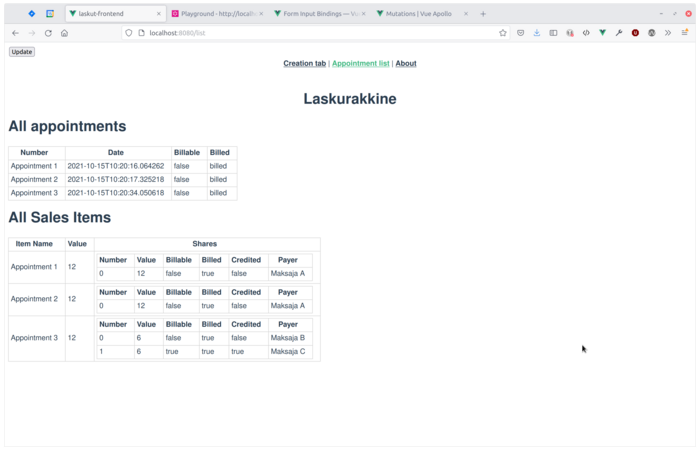 laskut-frontend
Playground - http://local
Form Input Bindings — Vu
Mutations | Vue Apollo
localhost:8080/list
Update
Creation tab | Appointment list | About
Laskurakkine
All appointments
Number Date Billable Billed
Appointment 1 2021-10-15T10:20:16.064262 false billed
Appointment 2 2021-10-15T10:20:17.325218 false billed
Appointment 3 2021-10-15T10:20:34.050618 false billed
All Sales Items
Item Name Value Shares
Number Value Billable Billed Credited Payer
Appointment 1 12 0 12 false true false Maksaja A
Number Value Billable Billed Credited Payer
Appointment 2 12 0 12 false true false Maksaja A
Number Value Billable Billed Credited Payer
Appointment 3 12 0 6 false true false Maksaja B
1 6 true true true Maksaja C